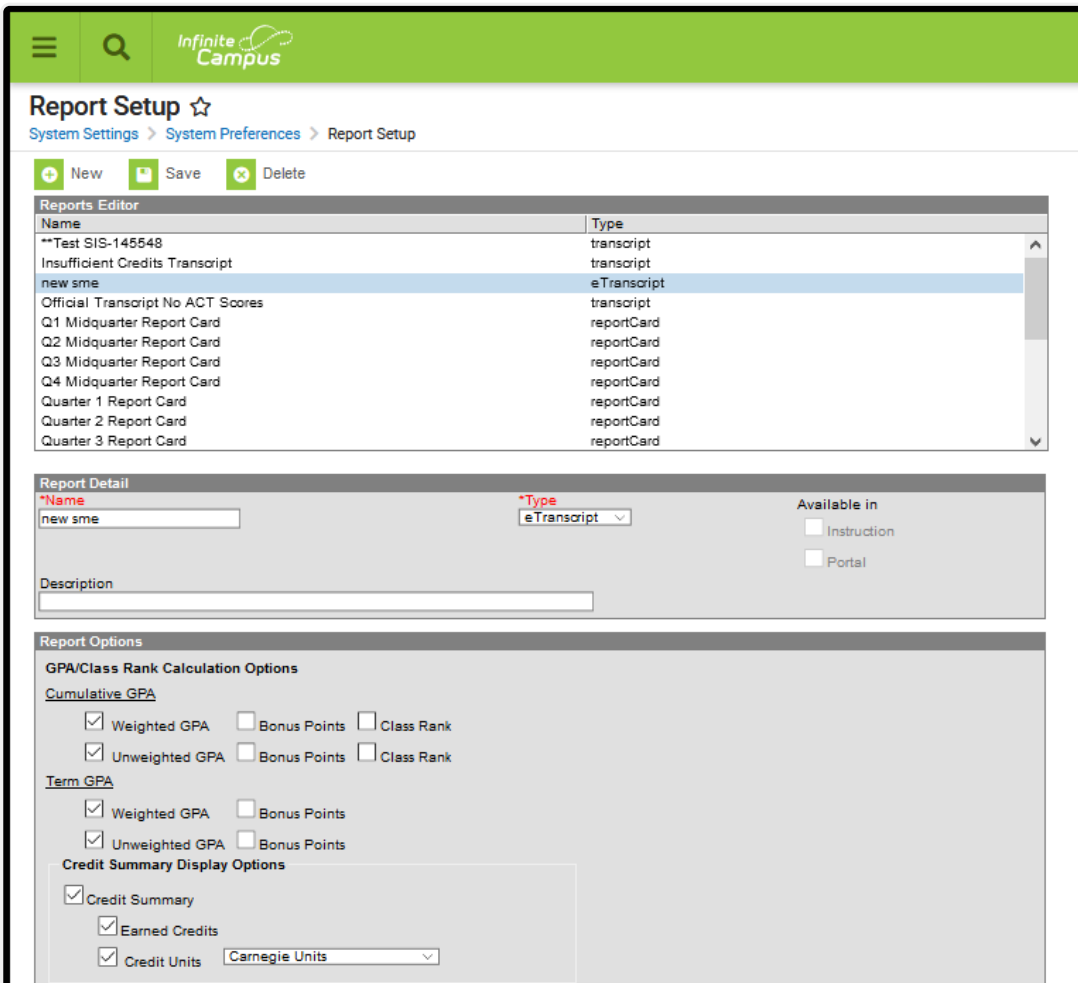 Infinite
Campus
Report Setup
System Settings > System Preferences > Report Setup
New Save Delete
Reports Editor
Name Type
**Test SIS-145548 transcript
Insufficient Credits Transcript transcript
new sme eTranscript
Official Transcript No ACT Scores transcript
Q1 Midquarter Report Card reportCard
Q2 Midquarter Report Card reportCard
Q3 Midquarter Report Card reportCard
Q4 Midquarter Report Card reportCard
Quarter 1 Report Card reportCard
Quarter 2 Report Card reportCard
Quarter 3 Report Card reportCard
Report Detail
*Name *Type Available in
new sme eTranscript
Instruction
Portal
Description
Report Options
GPA/Class Rank Calculation Options
Cumulative GPA
Weighted GPA Bonus Points Class Rank
Unweighted GPA Bonus Points Class Rank
Term GPA
Weighted GPA Bonus Points
Unweighted GPA Bonus Points
Credit Summary Display Options
Credit Summary
Earned Credits
Credit Units Carnegie Units